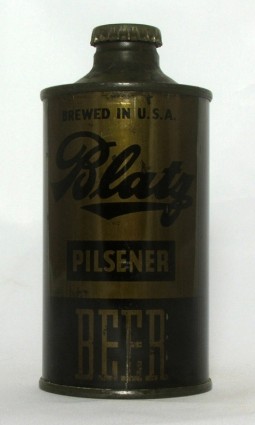 BREWED IN U.S.A.
Blatz
PILSENER
BEER